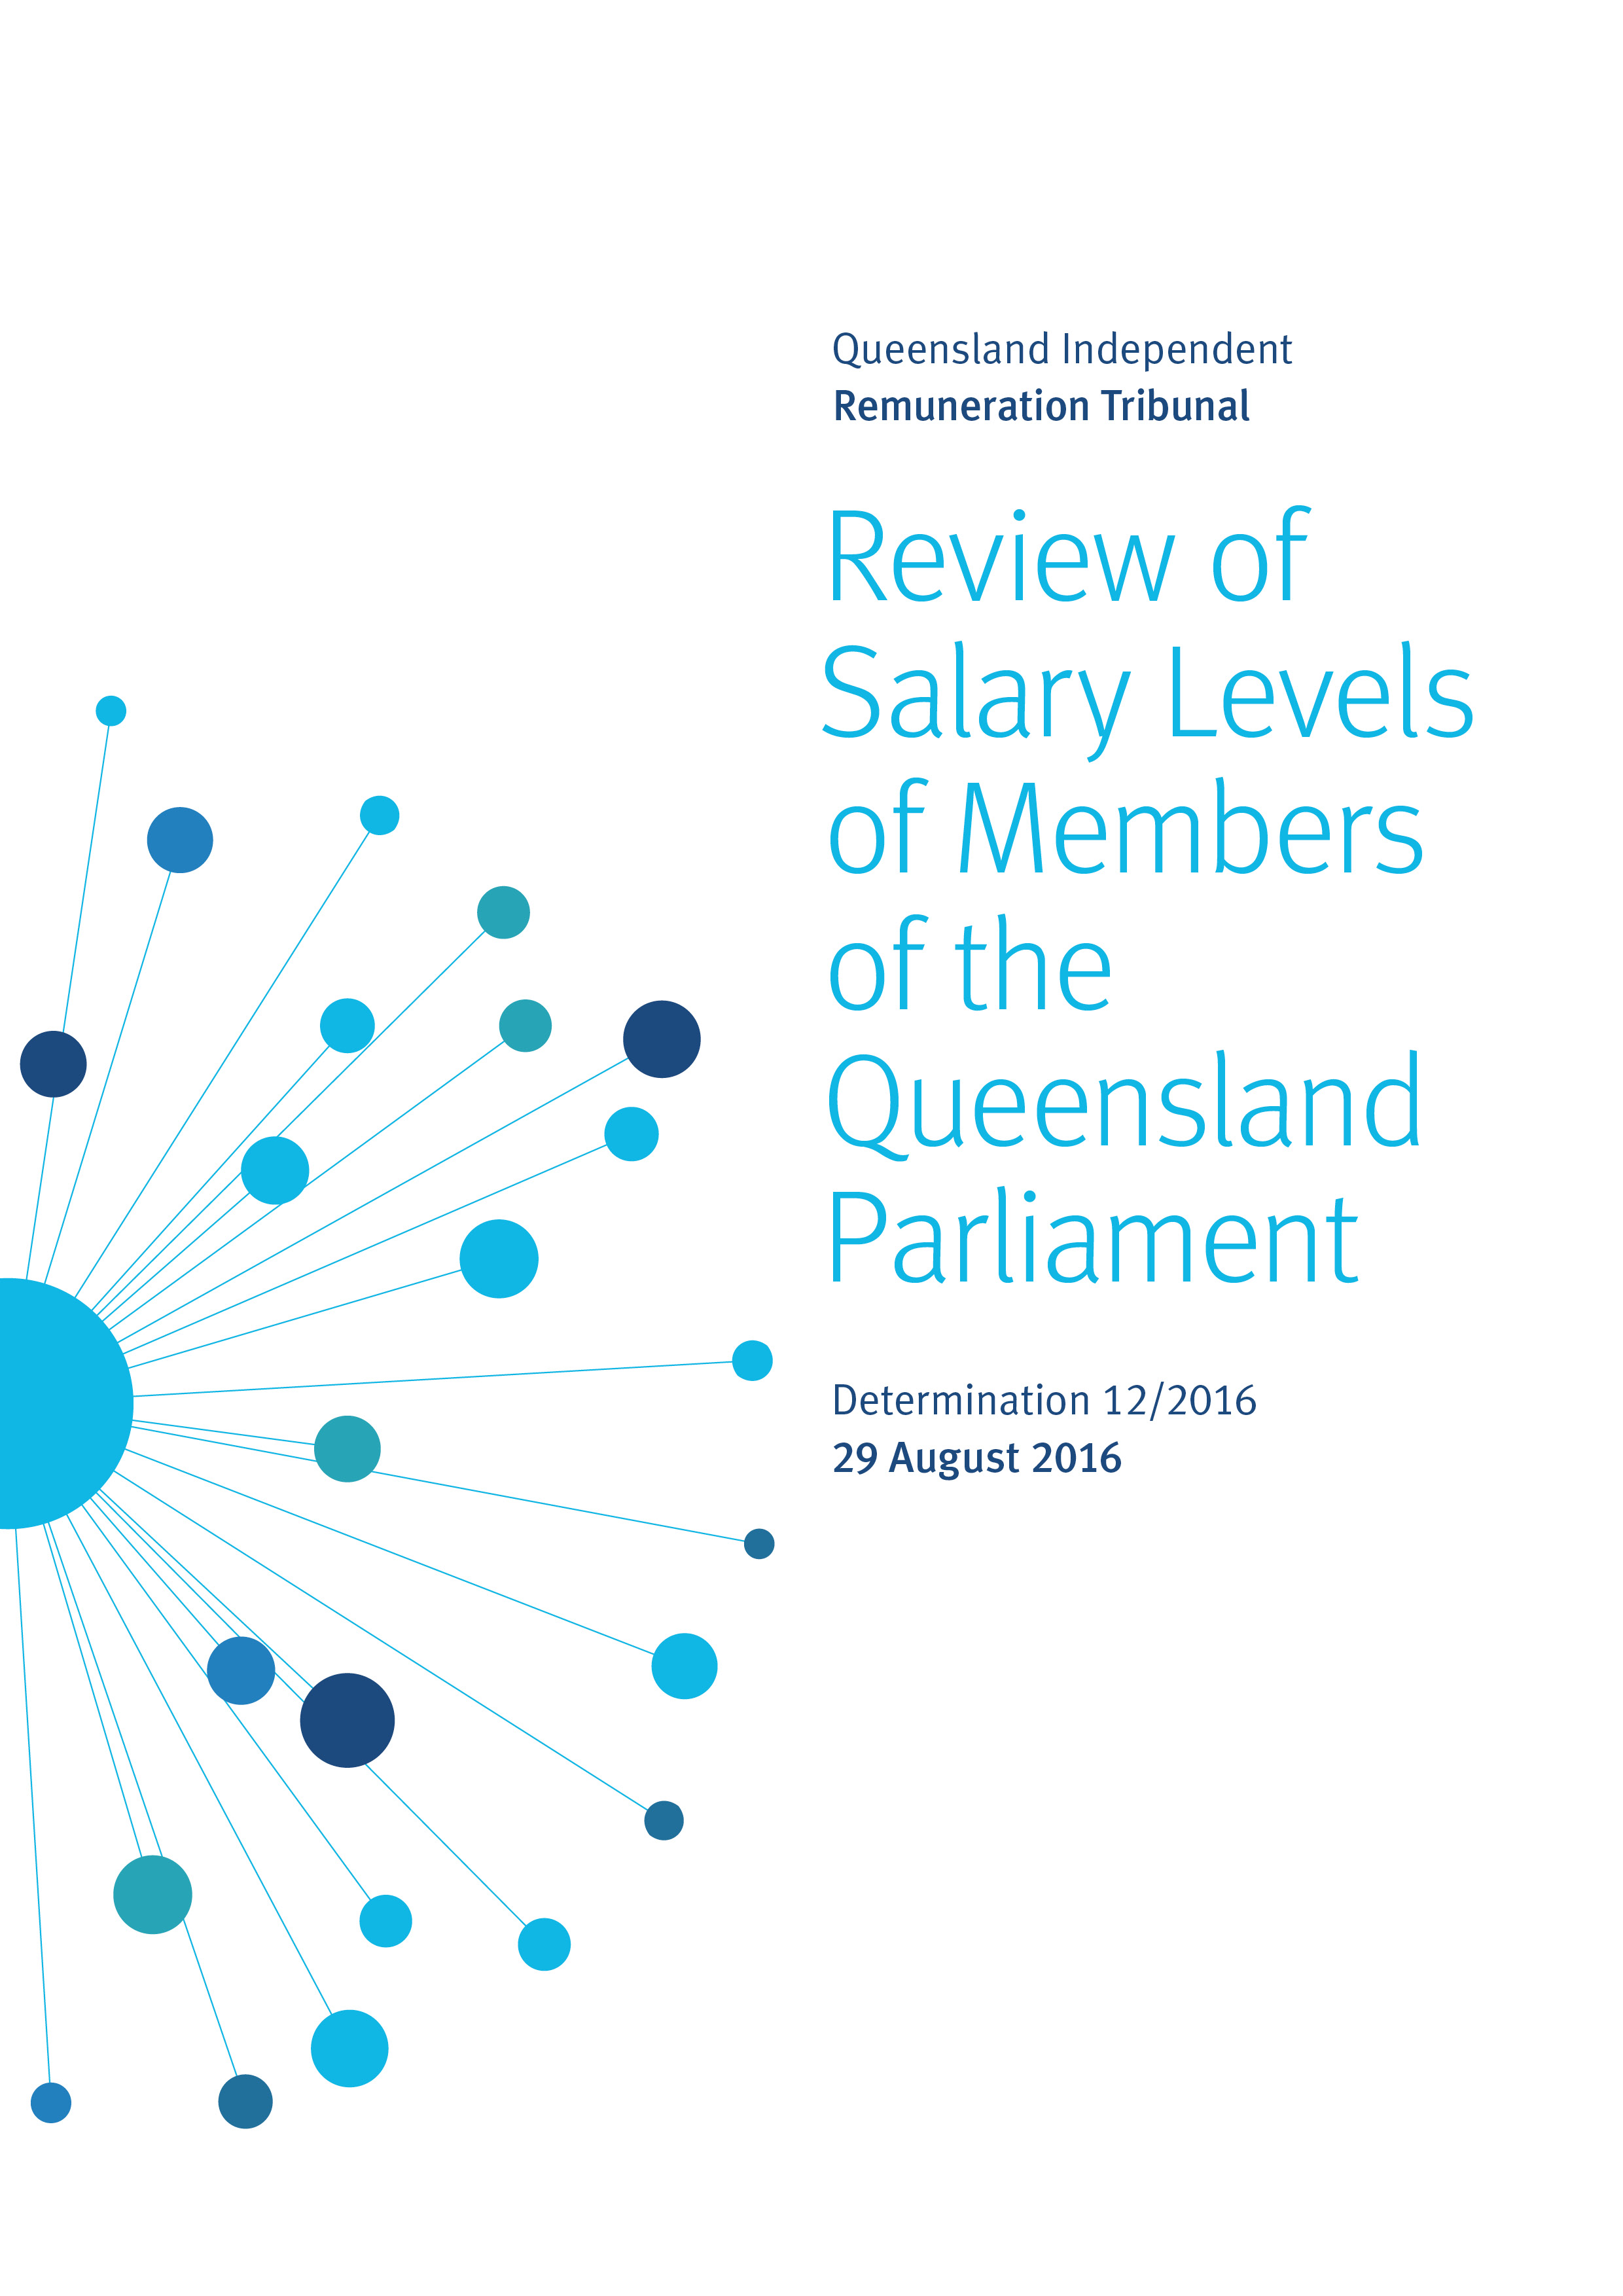 Queensland Independent
Remuneration Tribunal
Review of
Salary Levels
of Members
of the
Queensland
Parliament
Determination 12/2016
29 August 2016